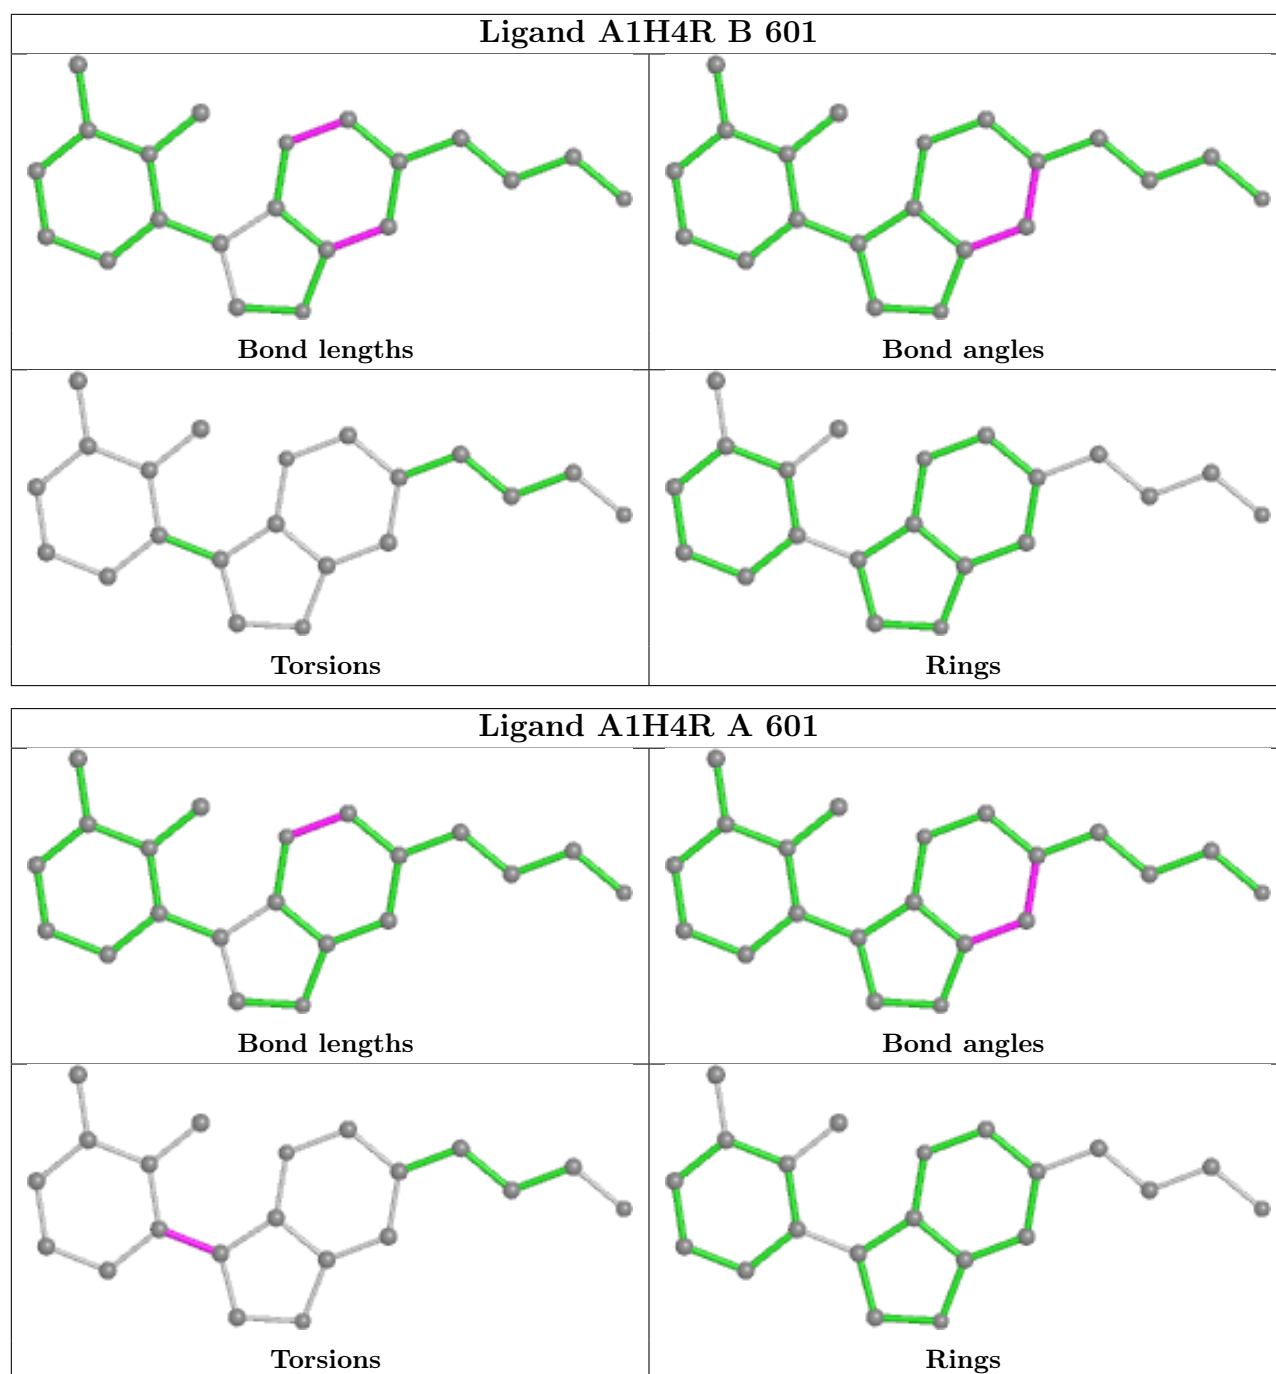 Ligand A1H4R B 601
Bond lengths
Bond angles
Torsions
Rings
Ligand A1H4R A 601
Bond lengths
Bond angles
Torsions
Rings